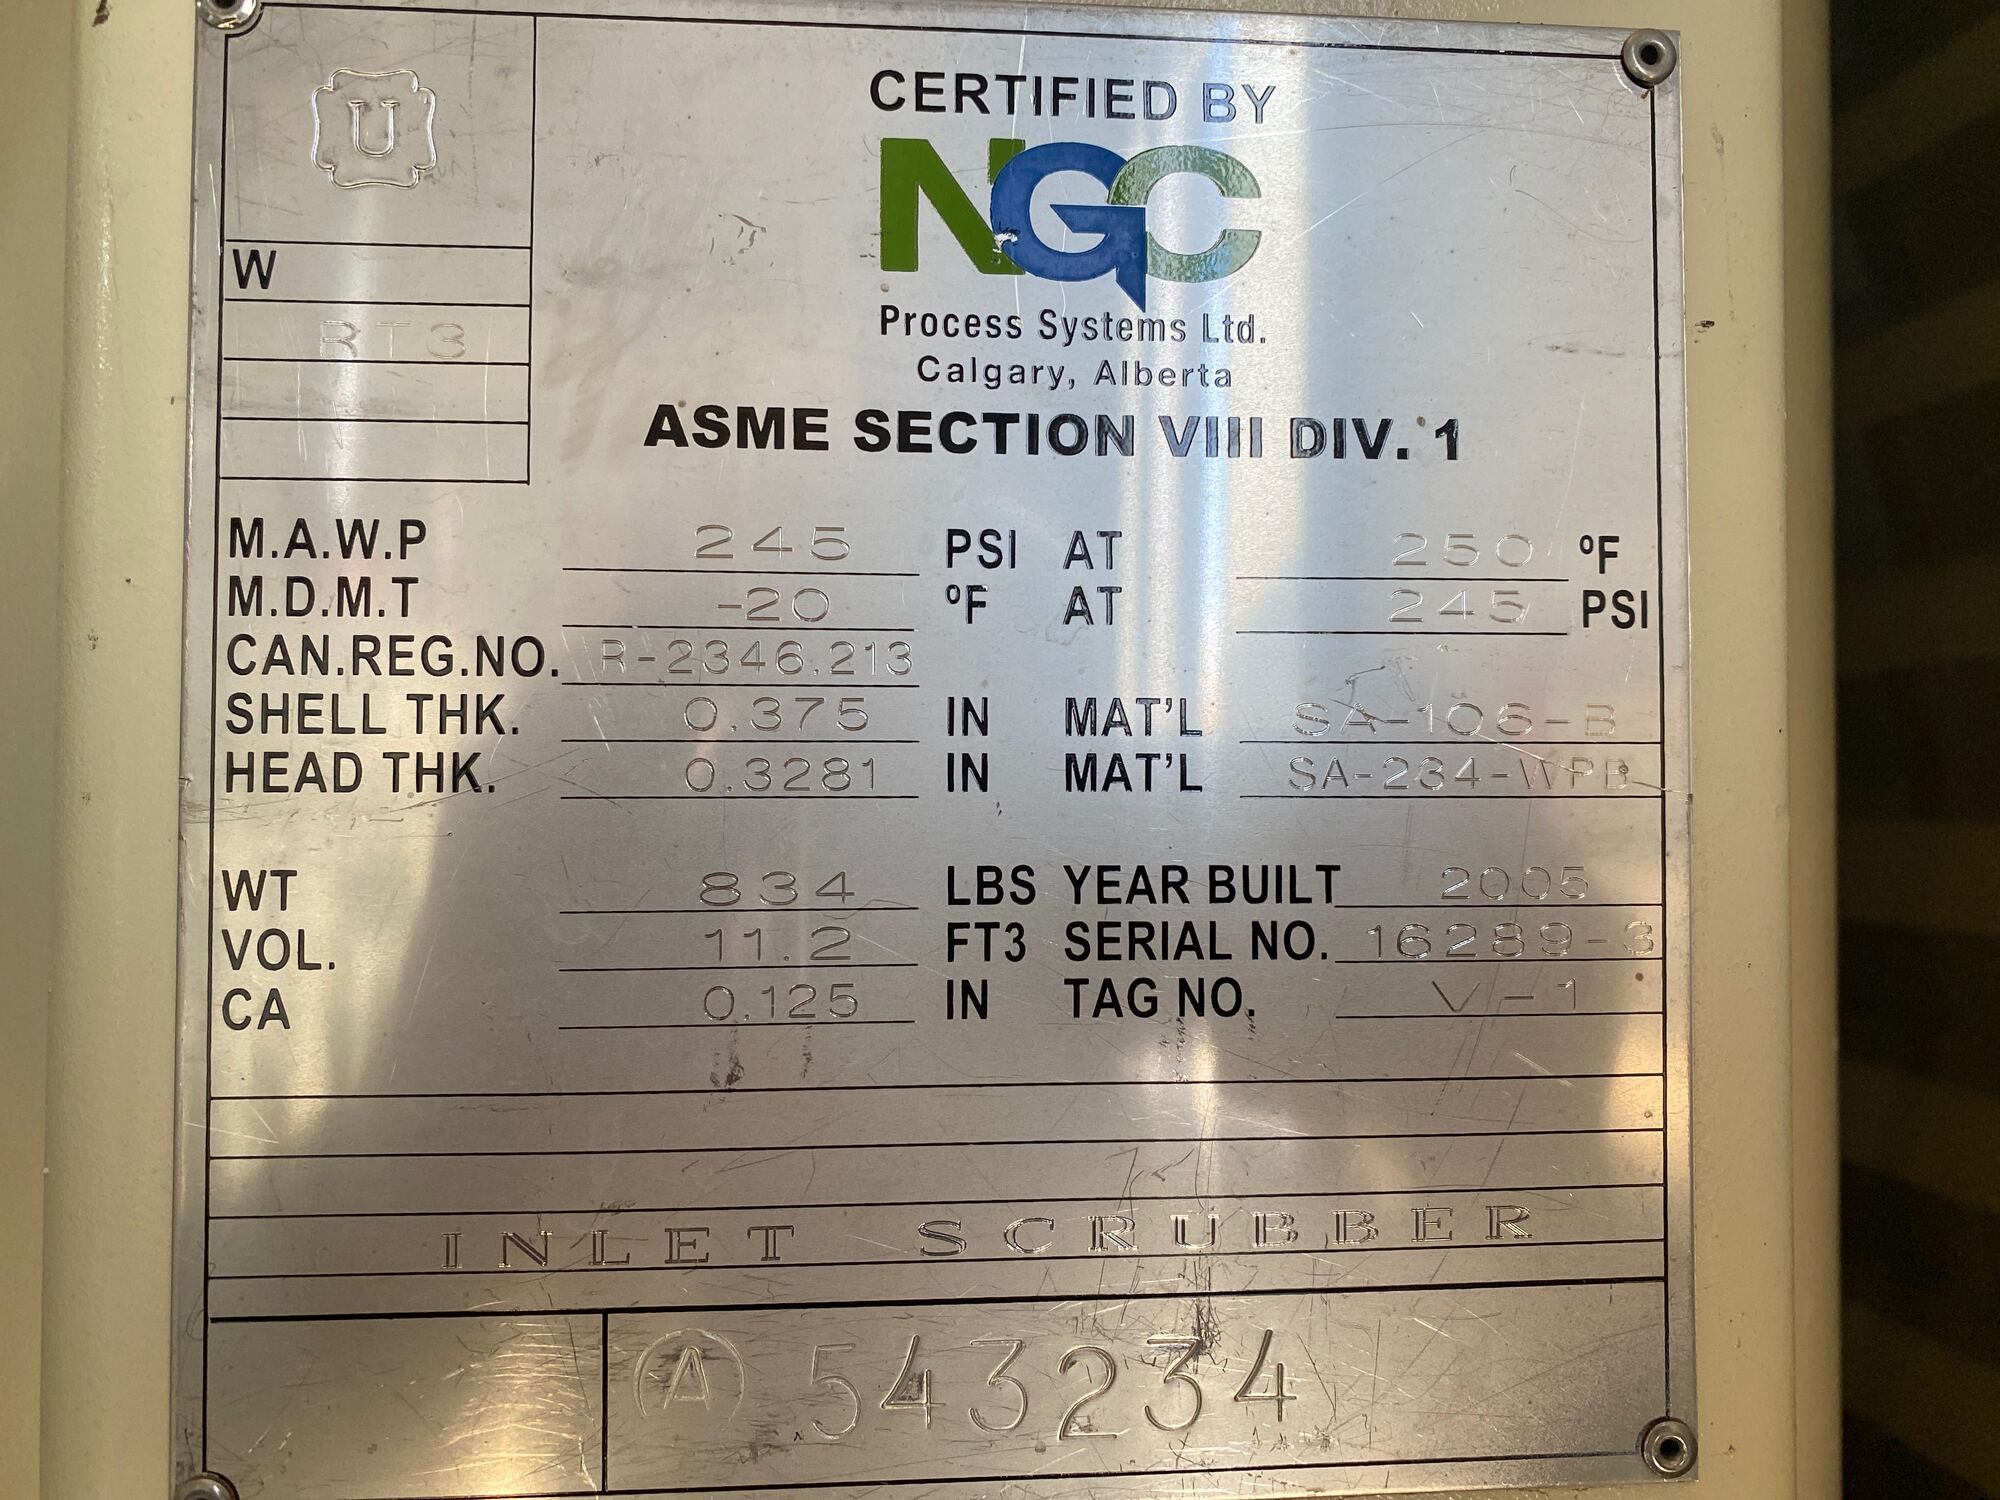 U
CERTIFIED BY
NGC
Process Systems Ltd.
Calgary, Alberta
ASME SECTION VIII DIV. 1
W
RT3
M.A.W.P 245 PSI AT 250 ºF
M.D.M.T -20 ºF AT 245 PSI
CAN.REG.NO. R-2346.213
SHELL THK. 0.375 IN MAT'L SA-106-B
HEAD THK. 0.3281 IN MAT'L SA-234-WPB
WT 834 LBS YEAR BUILT 2005
VOL. 11.2 FT3 SERIAL NO. 16289-3
CA 0.125 IN TAG NO. V-1
INLET SCRUBBER
A 543234